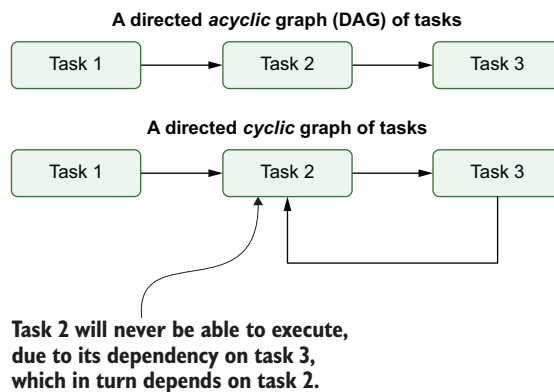 A directed acyclic graph (DAG) of tasks
Task 1
Task 2
Task 3
A directed cyclic graph of tasks
Task 1
Task 2
Task 3
Task 2 will never be able to execute,
due to its dependency on task 3,
which in turn depends on task 2.